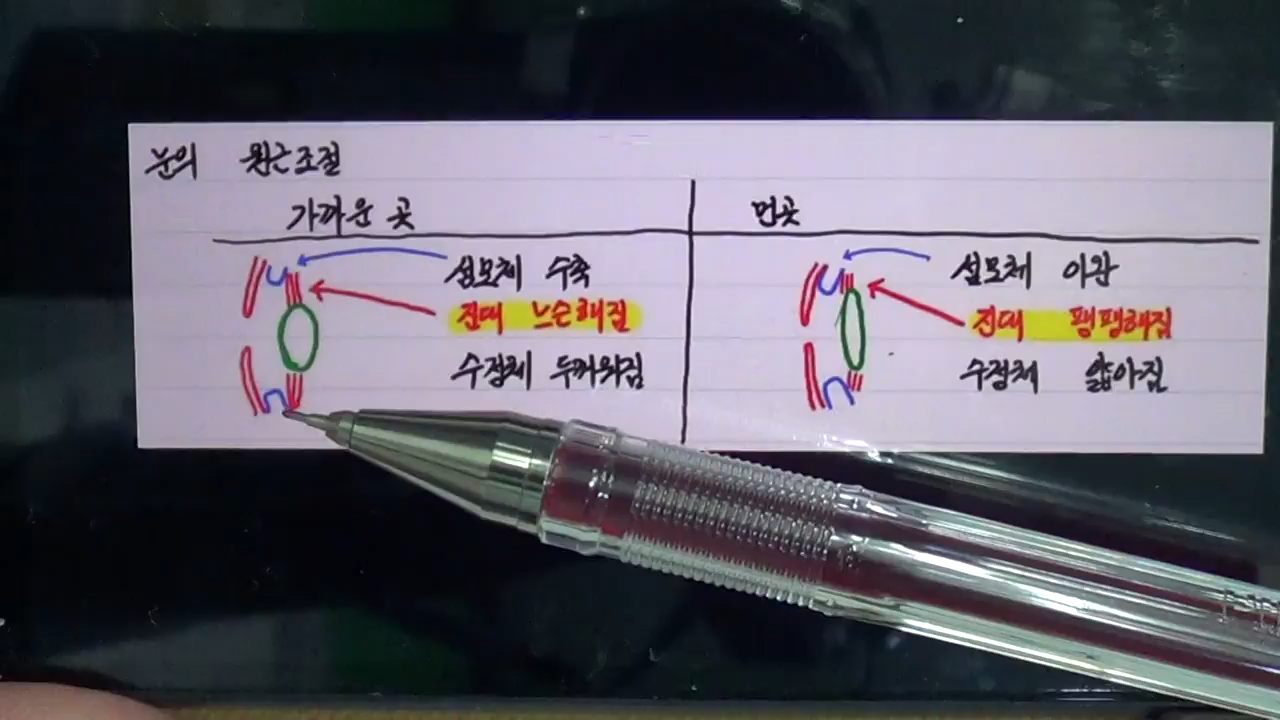 눈의 원근조절
가까운 곳
먼곳
섬모체 수축
진대 느슨해짐
수정체 두꺼워짐
섬모체 이완
진대 팽팽해짐
수정체 얇아짐